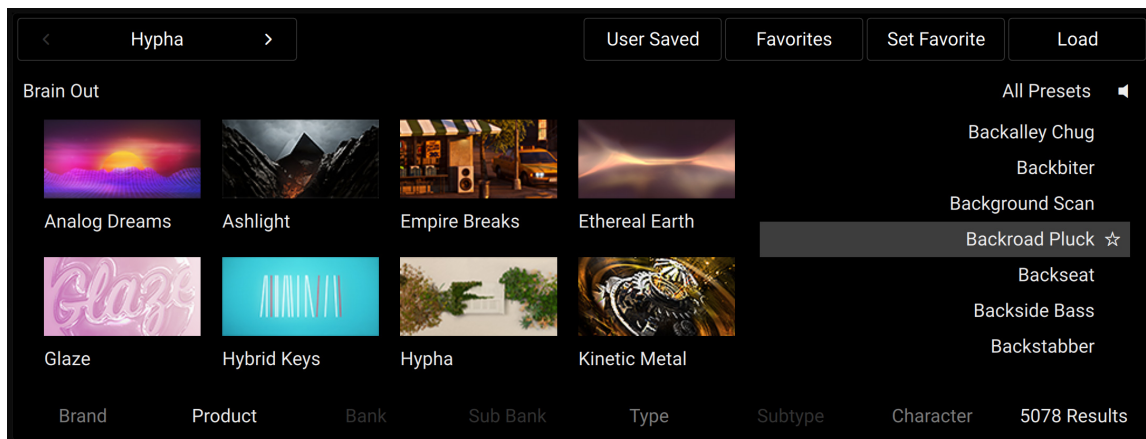 Hypha
User Saved
Favorites
Set Favorite
Load
Brain Out
All Presets
Analog Dreams
Ashlight
Empire Breaks
Ethereal Earth
Glaze
Glaze
Hybrid Keys
Hypha
Kinetic Metal
Backalley Chug
Backbiter
Background Scan
Backroad Pluck
Backseat
Backside Bass
Backstabber
Brand
Product
Bank
Sub Bank
Type
Subtype
Character
5078 Results